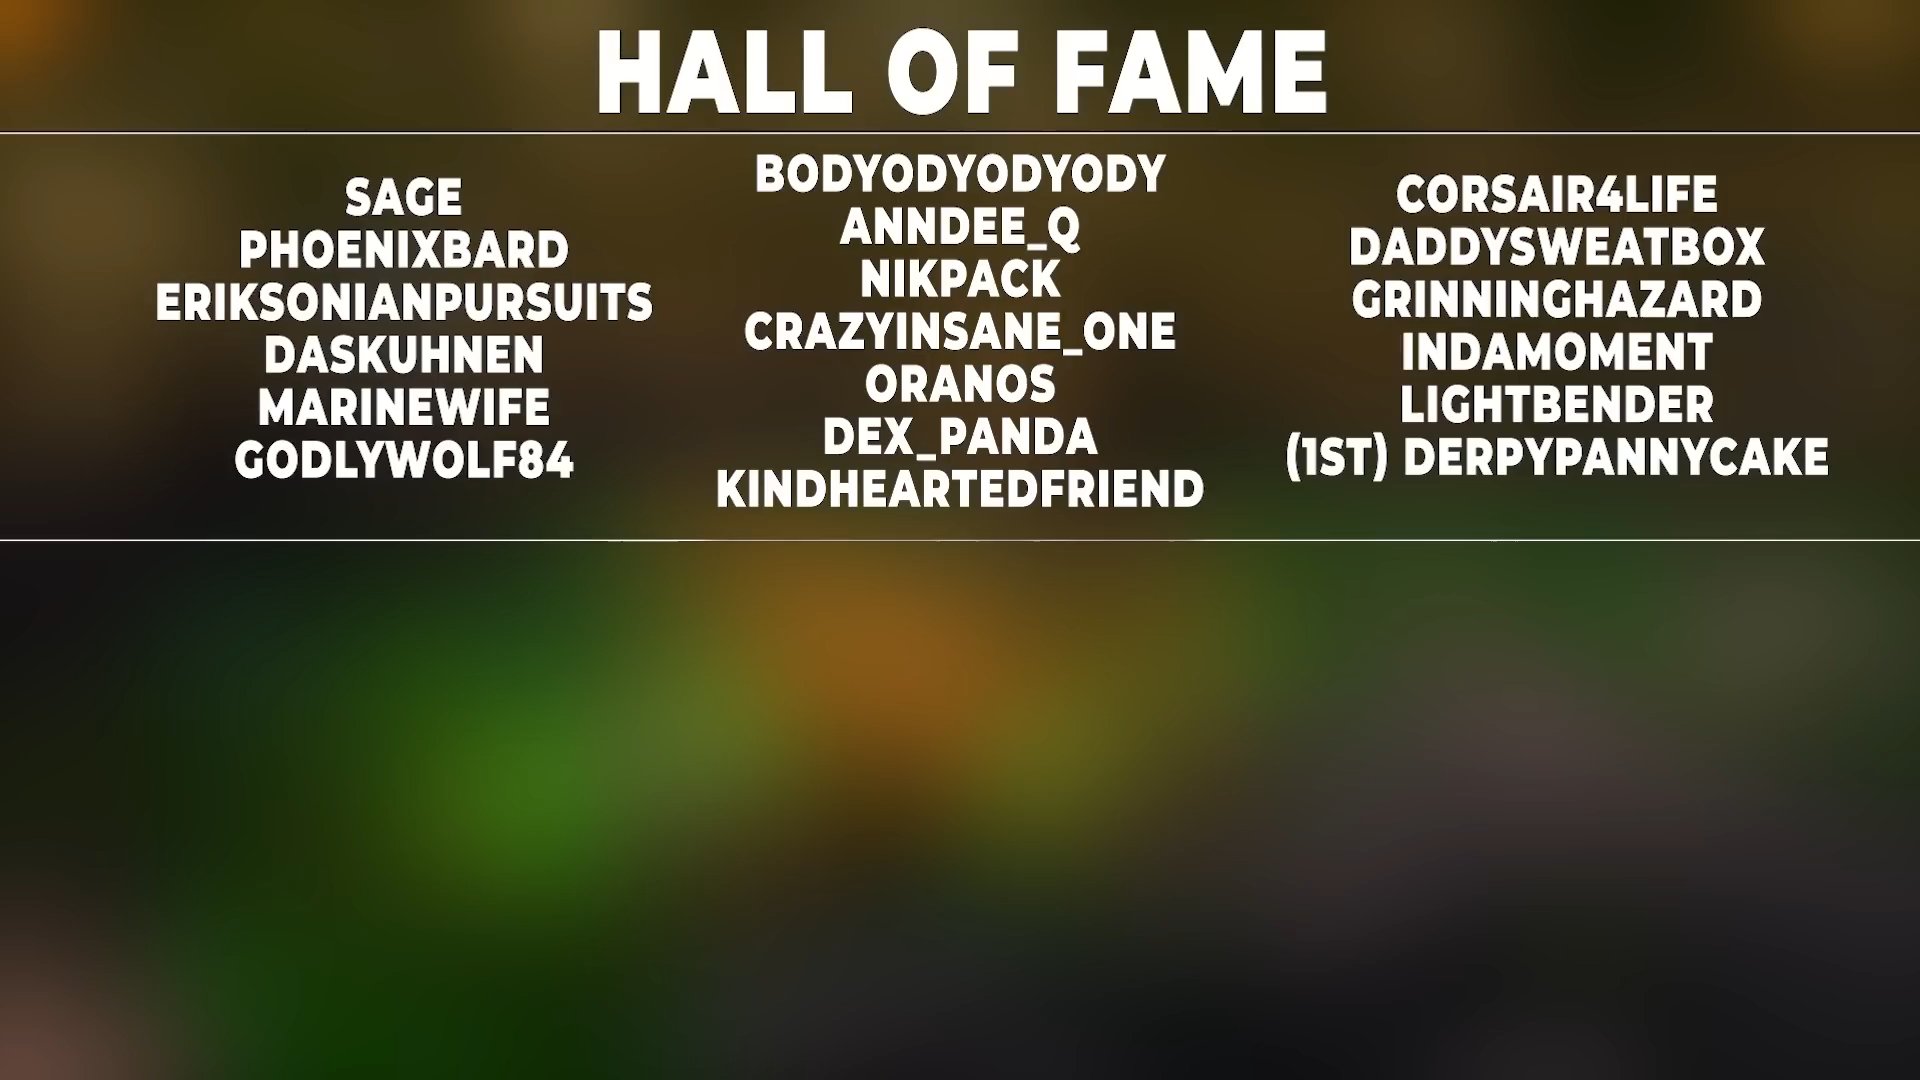 HALL OF FAME
SAGE
PHOENIXBARD
ERIKSONIANPURSUITS
DASKUHNEN
MARINEWIFE
GODLYWOLF84
BODYODYODYODY
ANNDEE_Q
NIKPACK
CRAZYINSANE_ONE
ORANOS
DEX_PANDA
KINDHEARTEDFRIEND
CORSAIR4LIFE
DADDYSWEATBOX
GRINNINGHAZARD
INDAMOMENT
LIGHTBENDER
(1ST) DERPYPANNYCAKE